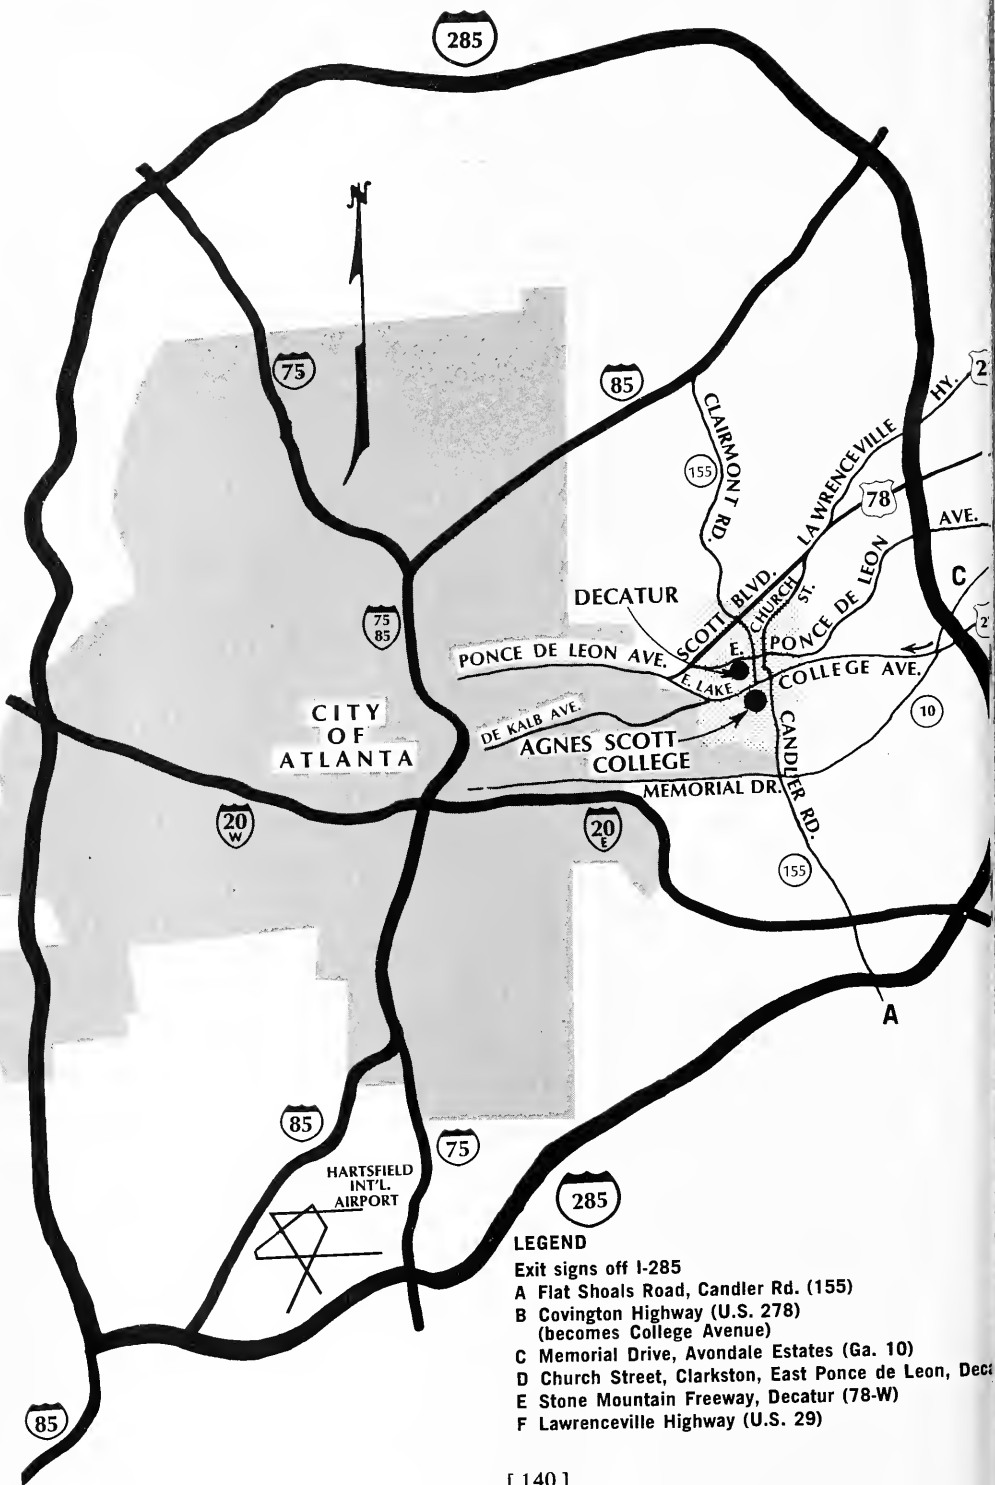 285
N
75
85
CLAIRMONT RD.
155
LAWRENCEVILLE HY.
2
78
AVE.
C
DECATUR
SCOTT BLVD.
CHURCH ST.
PONCE DE LEON
75
85
PONCE DE LEON AVE.
E.
2
E. LAKE
COLLEGE AVE.
10
CITY
OF
ATLANTA
DE KALB AVE.
AGNES SCOTT
COLLEGE
CANDLER RD.
MEMORIAL DR.
20
W
20
E
155
A
85
75
HARTSFIELD
INT'L.
AIRPORT
285
LEGEND
Exit signs off I-285
A Flat Shoals Road, Candler Rd. (155)
B Covington Highway (U.S. 278)
(becomes College Avenue)
C Memorial Drive, Avondale Estates (Ga. 10)
D Church Street, Clarkston, East Ponce de Leon,
E Stone Mountain Freeway, Decatur (78-W)
F Lawrenceville Highway (U.S. 29)
85
[ 140 ]